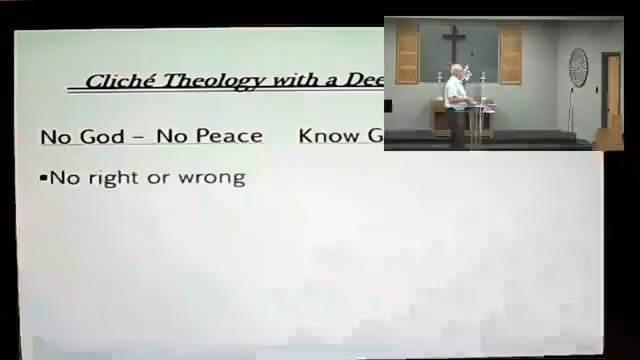 Cliché Theology with a Dee
No God – No Peace Know G
▪No right or wrong